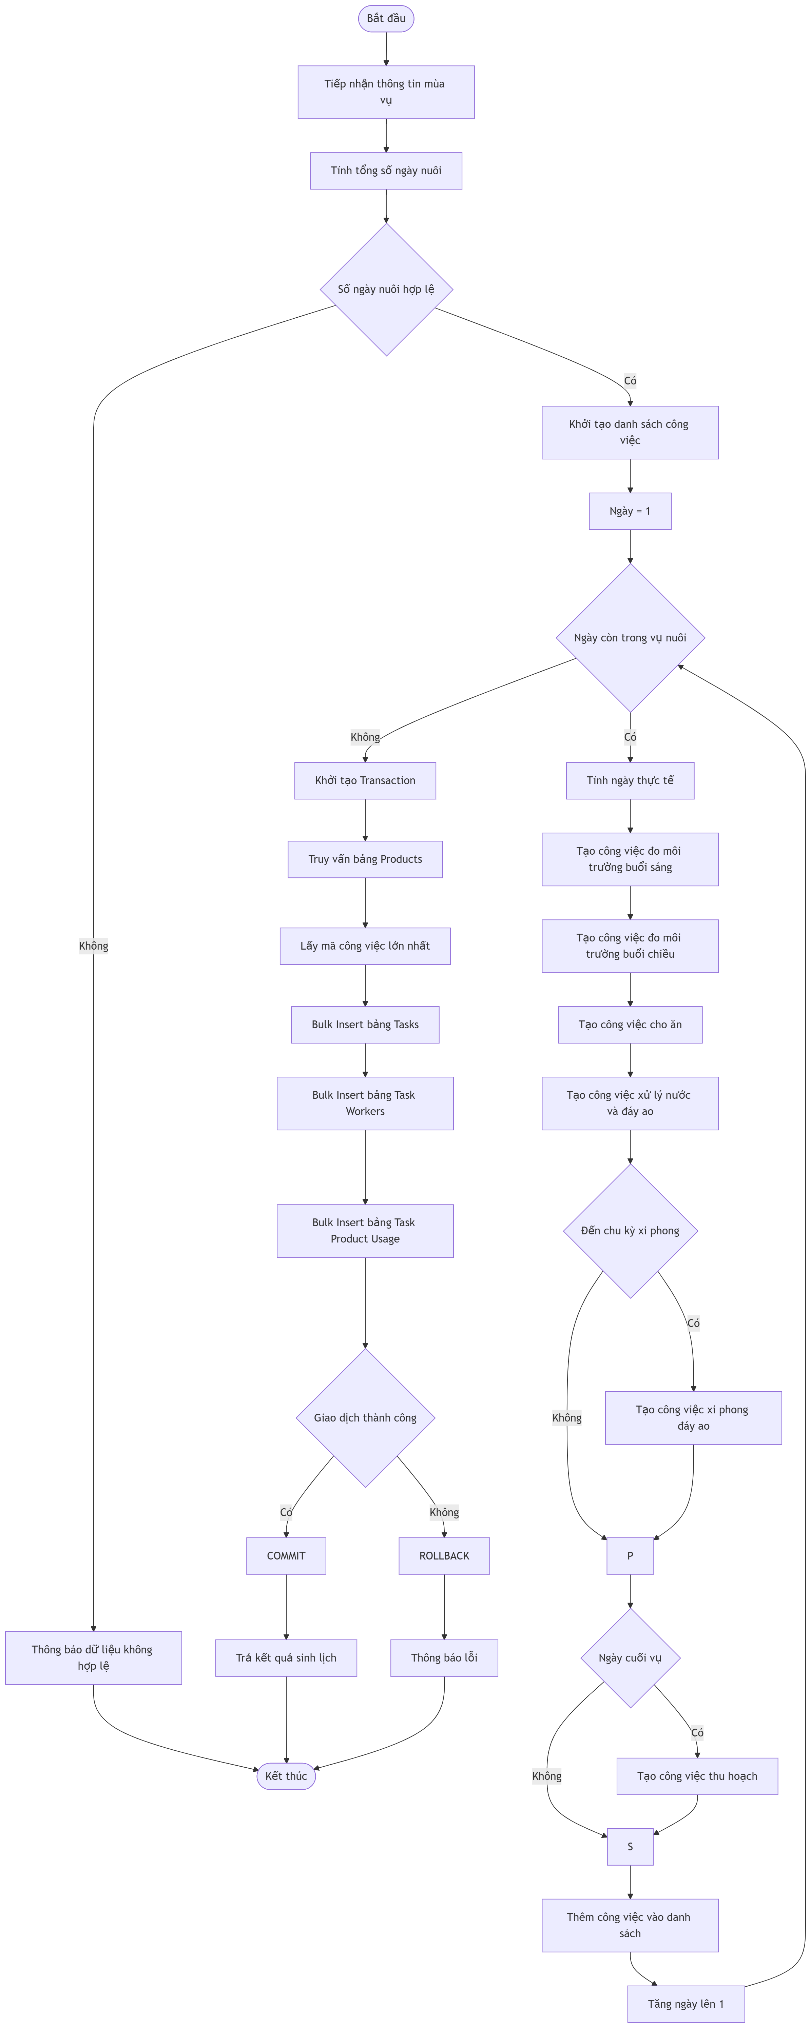 Bắt đầu
Tiếp nhận thông tin mùa
vụ
Tính tổng số ngày nuôi
Số ngày nuôi hợp lệ
Có
Khởi tạo danh sách công
việc
Ngày = 1
Ngày còn trong vụ nuôi
Không
Có
Khởi tạo Transaction
Tính ngày thực tế
Truy vấn bảng Products
Tạo công việc đo môi
trường buổi sáng
Không
Lấy mã công việc lớn nhất
Tạo công việc đo môi
trường buổi chiều
Bulk Insert bảng Tasks
Tạo công việc cho ăn
Bulk Insert bảng Task
Workers
Tạo công việc xử lý nước
và đáy ao
Bulk Insert bảng Task
Product Usage
Đến chu kỳ xi phong
Có
Giao dịch thành công
Không
Tạo công việc xi phong
đáy ao
Có
Không
COMMIT
ROLLBACK
P
Thông báo dữ liệu không
hợp lệ
Trả kết quả sinh lịch
Thông báo lỗi
Ngày cuối vụ
Có
Kết thúc
Không
Tạo công việc thu hoạch
S
Thêm công việc vào danh
sách
Tăng ngày lên 1